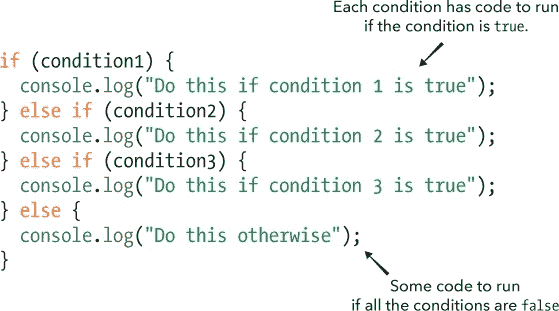 Each condition has code to run
if the condition is true.
if (condition1) {
  console.log("Do this if condition 1 is true");
} else if (condition2) {
  console.log("Do this if condition 2 is true");
} else if (condition3) {
  console.log("Do this if condition 3 is true");
} else {
  console.log("Do this otherwise");
}
Some code to run
if all the conditions are false